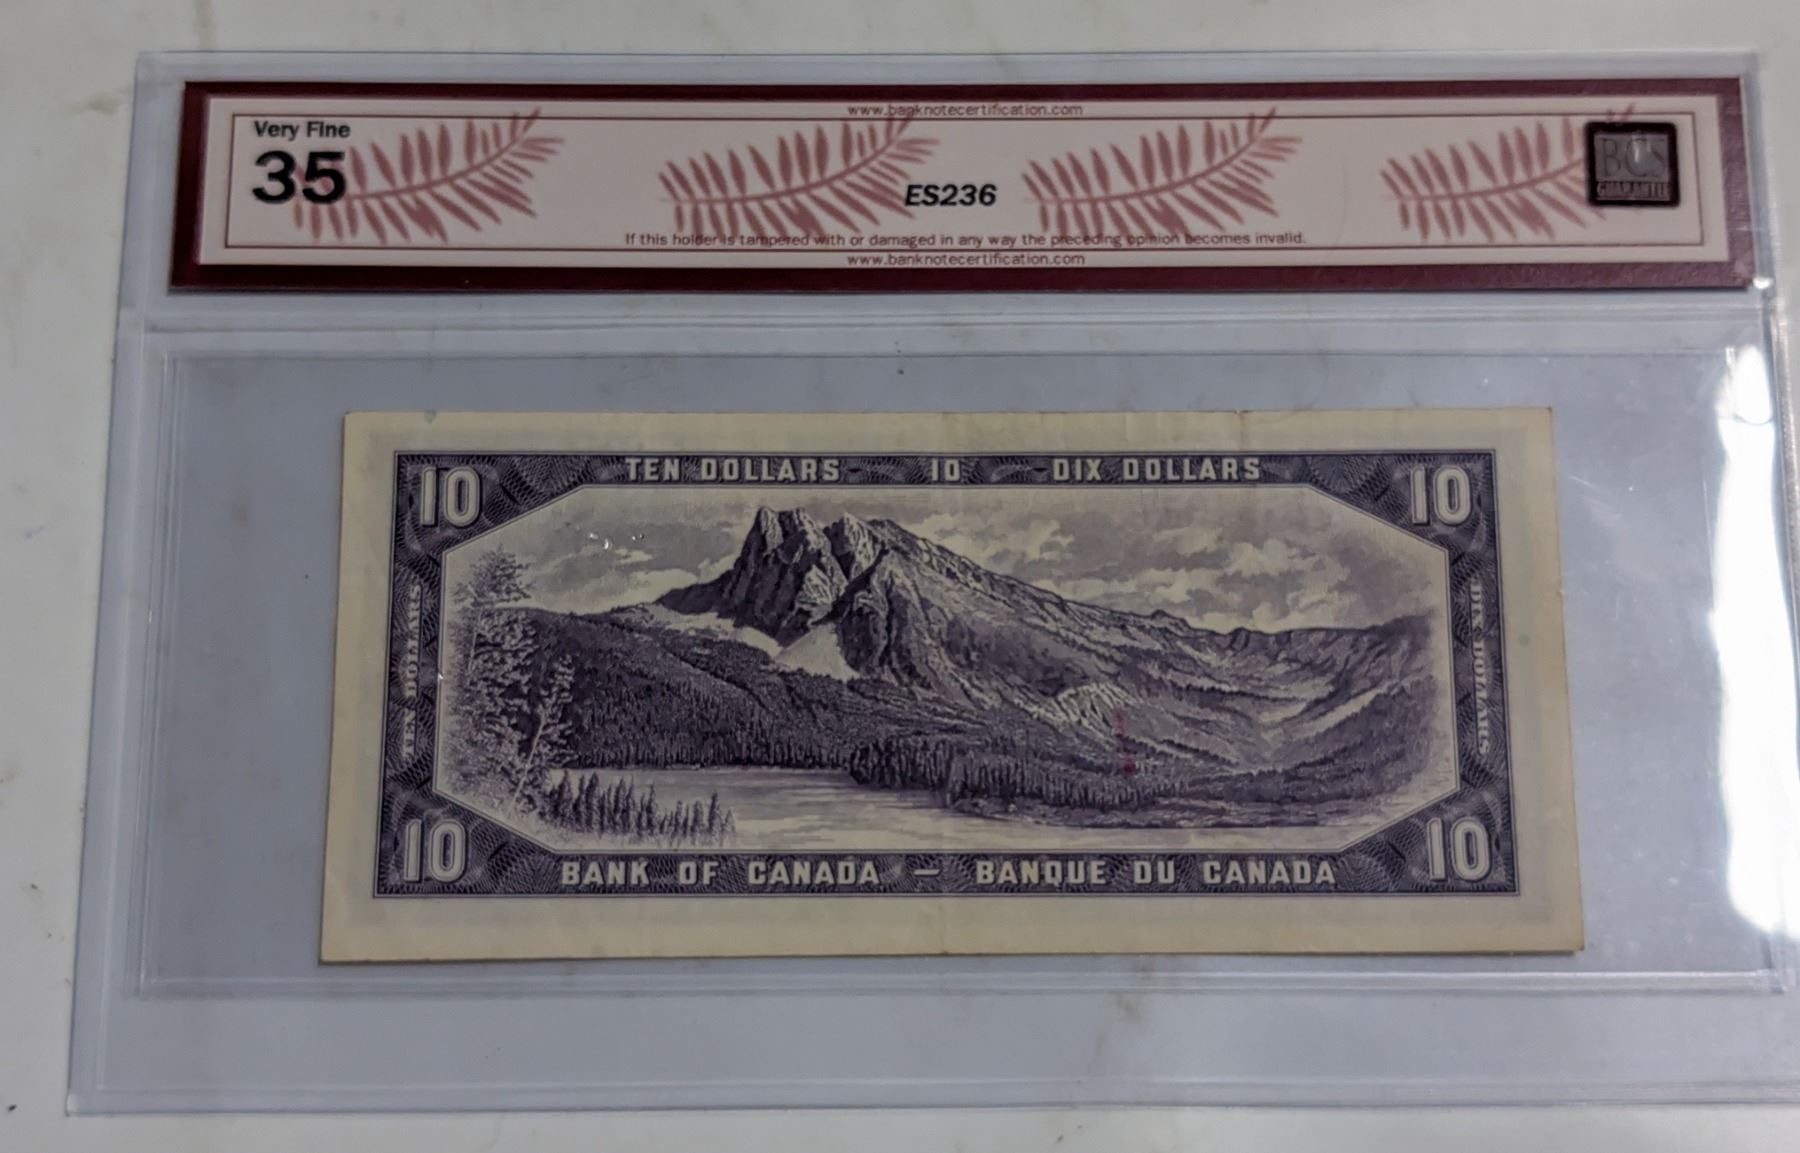 www.banknotecertification.com
Very Fine
35
ES236
BCS
GUARANTEE
If this holder is tampered with or damaged in any way the preceding opinion becomes invalid.
www.banknotecertification.com
10 TEN DOLLARS 10 DIX DOLLARS 10
TEN DOLLARS
DIX DOLLARS
10 BANK OF CANADA — BANQUE DU CANADA 10